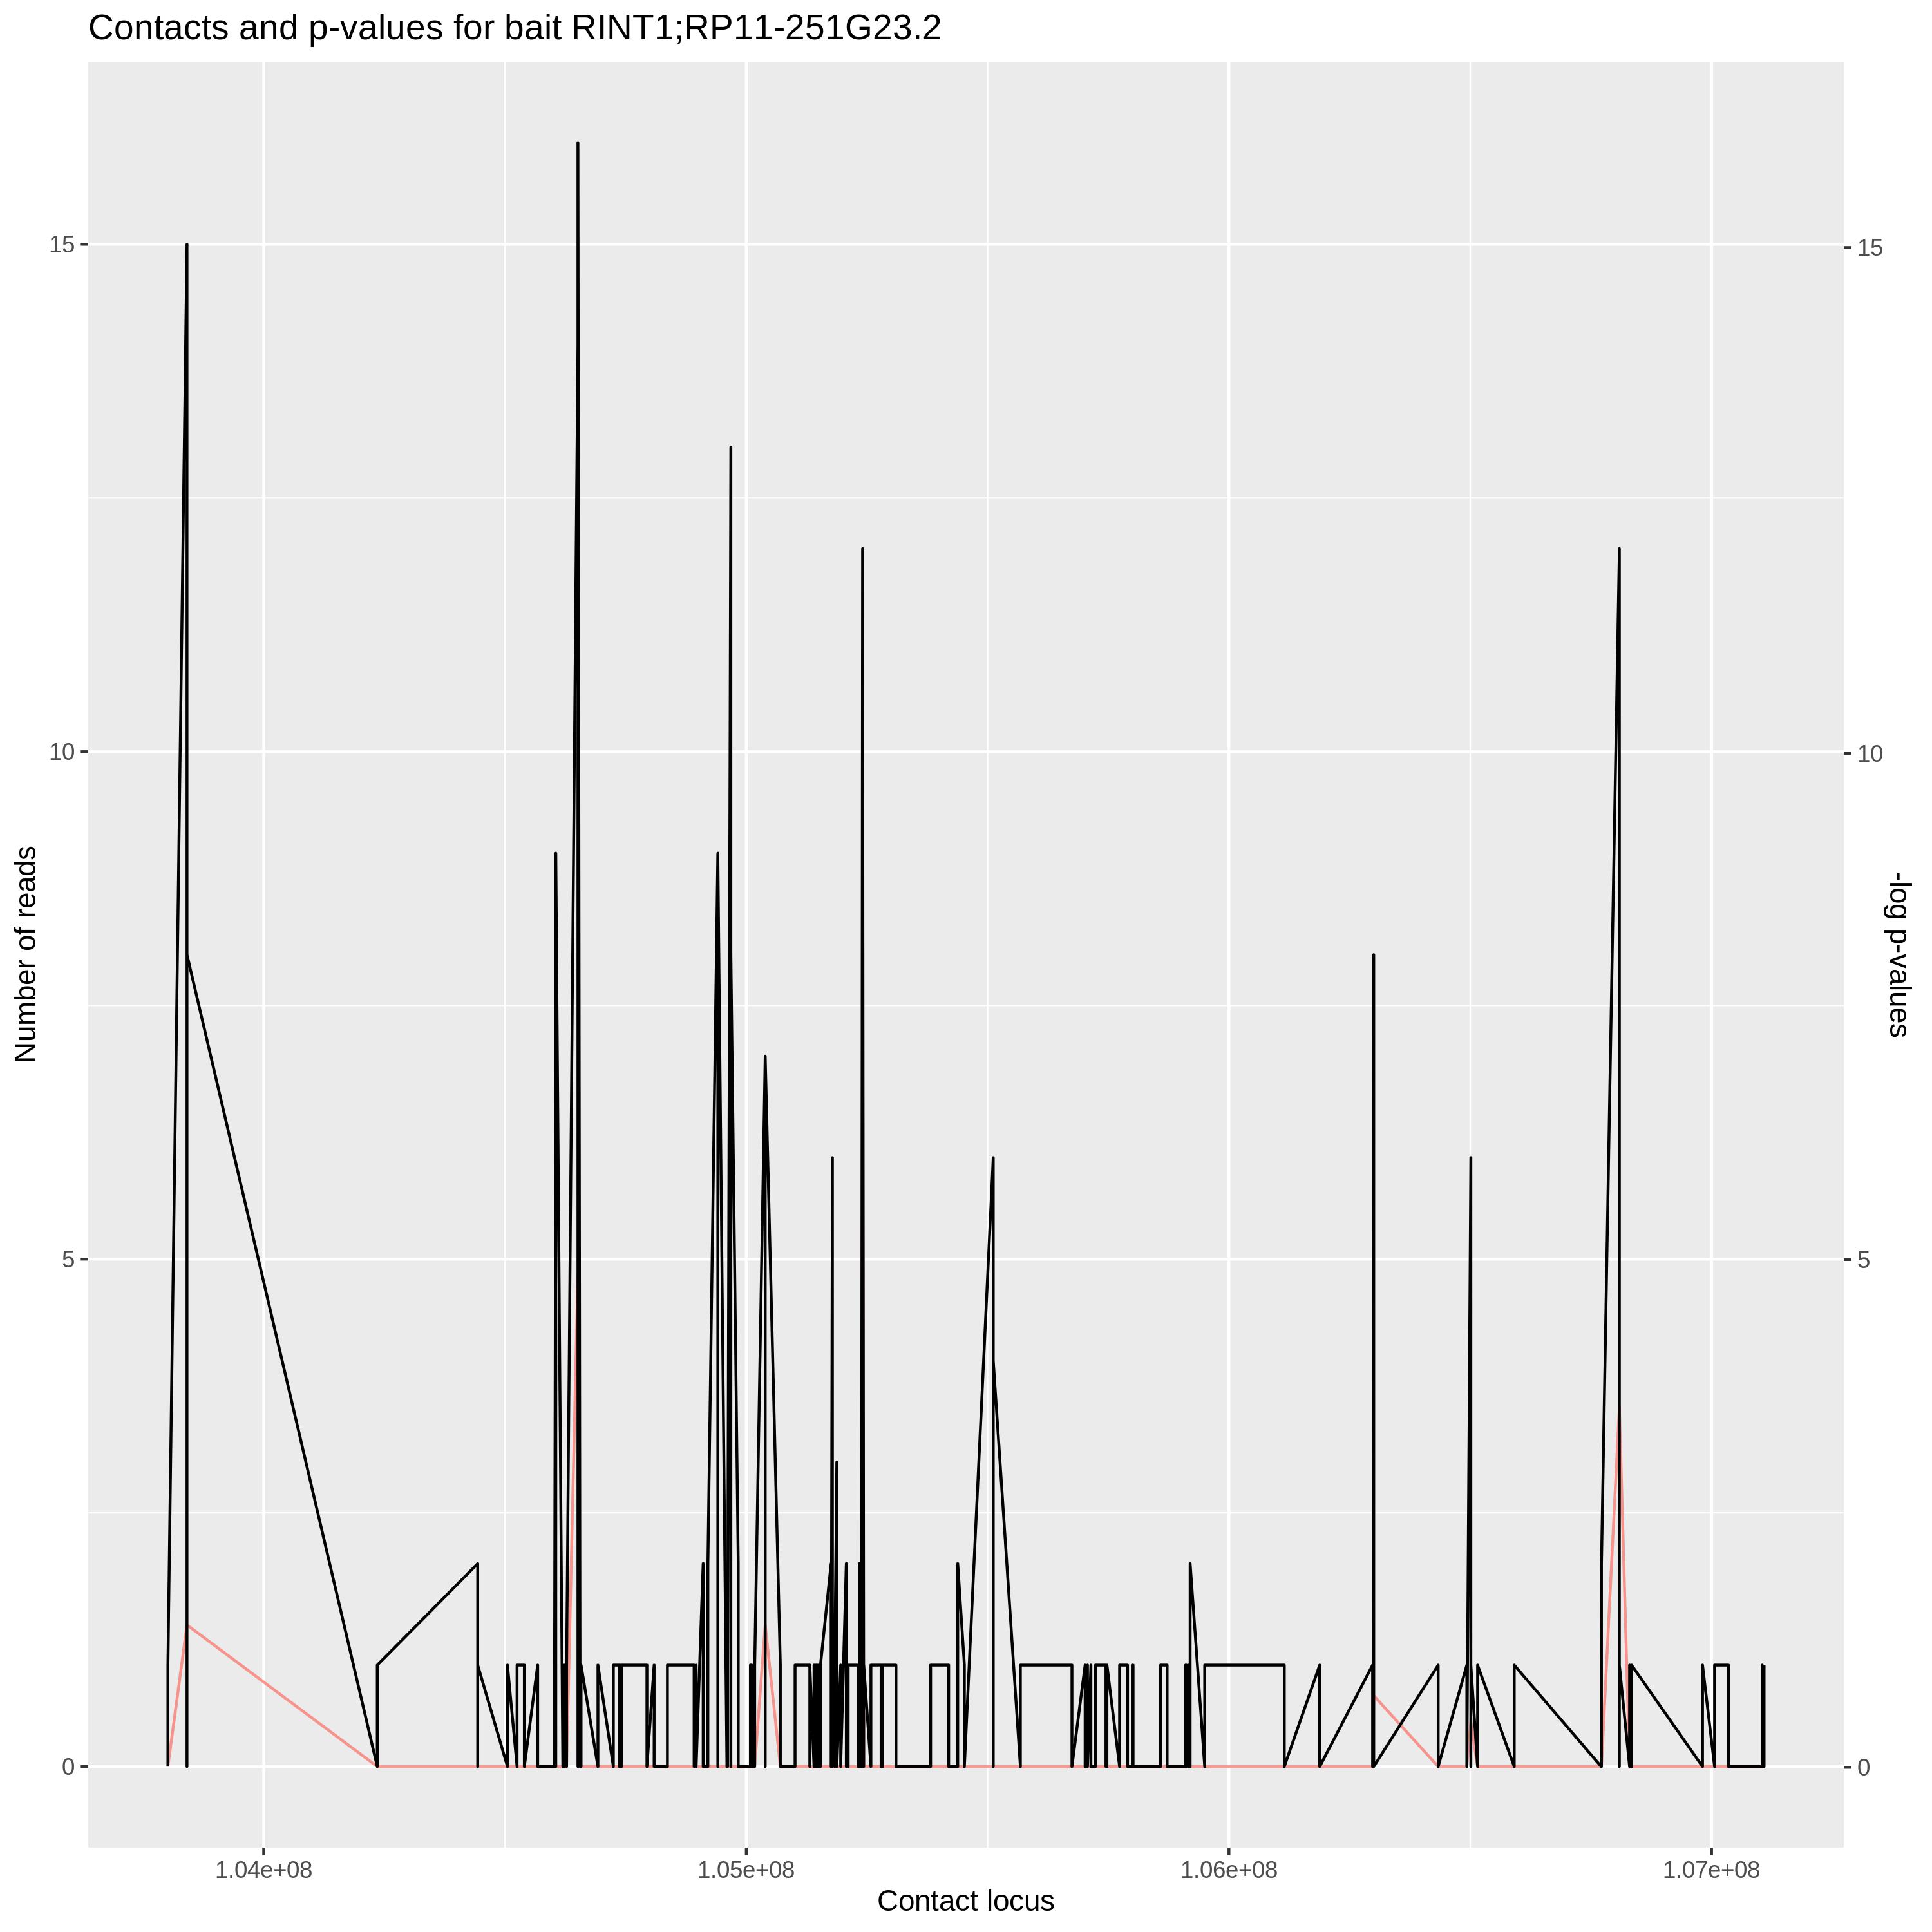 Contacts and p-values for bait RINT1;RP11-251G23.2
15
10
5
0
Number of reads
15
10
5
0
-log p-values
1.04e+08
1.05e+08
1.06e+08
1.07e+08
Contact locus